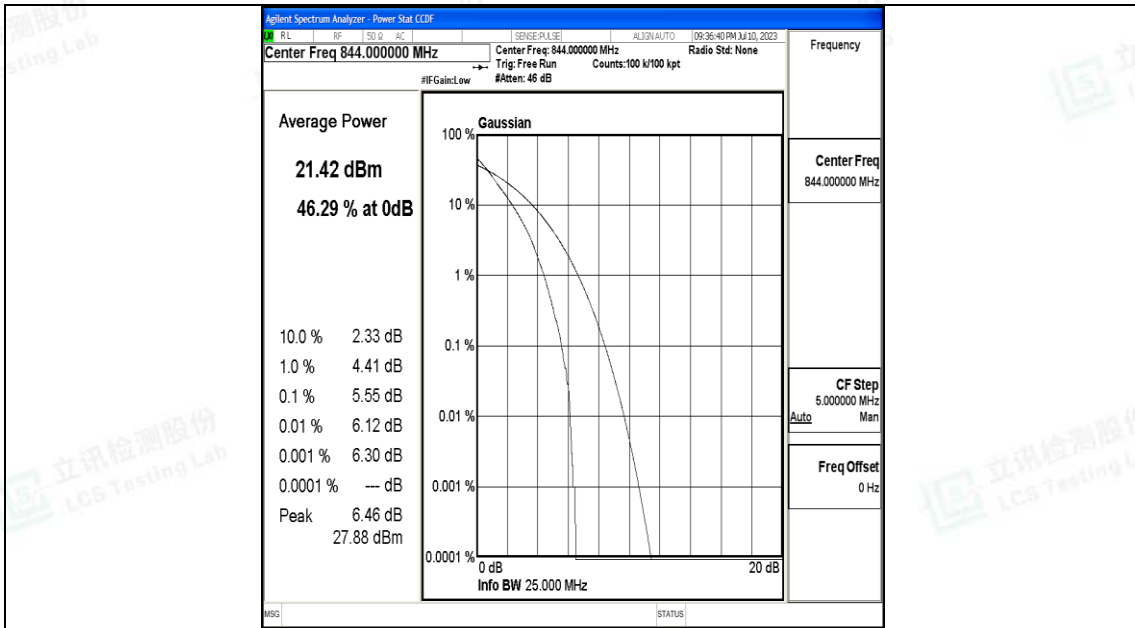 Agilent Spectrum Analyzer - Power Stat CCDF
RL RF 50 Ω AC SENSE:PULSE ALIGN AUTO 09:36:40 PM Jul 10, 2023
Center Freq 844.000000 MHz
Center Freq: 844.000000 MHz Radio Std: None
Trig: Free Run Counts:100 k/100 kpt
#IFGain:Low #Atten: 46 dB
Frequency
Average Power
21.42 dBm
46.29 % at 0dB
10.0 % 2.33 dB
1.0 % 4.41 dB
0.1 % 5.55 dB
0.01 % 6.12 dB
0.001 % 6.30 dB
0.0001 % --- dB
Peak 6.46 dB
27.88 dBm
Gaussian
100 %
10 %
1 %
0.1 %
0.01 %
0.001 %
0.0001 %
0 dB 20 dB
Info BW 25.000 MHz
Center Freq
844.000000 MHz
CF Step
5.000000 MHz
Auto Man
Freq Offset
0 Hz
MSG STATUS
立讯检测股份
LCS Testing Lab
立讯检测股份
LCS Testing L